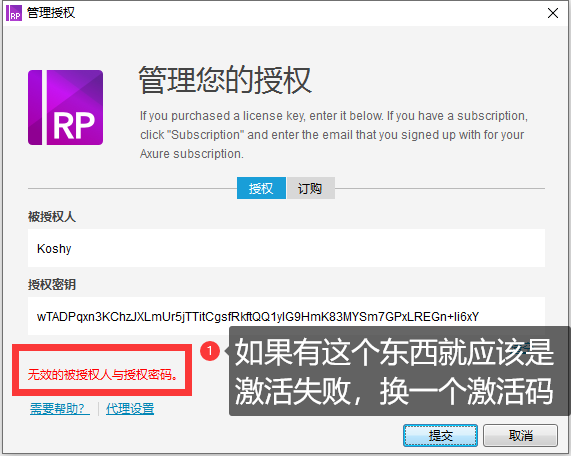 管理授权
RP
管理您的授权
If you purchased a license key, enter it below. If you have a subscription,
click "Subscription" and enter the email that you signed up with for your
Axure subscription.
授权 订购
被授权人
Koshy
授权密钥
wTADPqxn3KChzJXLmUr5jTTitCgsfRkftQQ1ylG9HmK83MYSm7GPxLREGn+Ii6xY
1 如果有这个东西就应该是
激活失败，换一个激活码
无效的被授权人与授权密码。
需要帮助? 代理设置
提交 取消